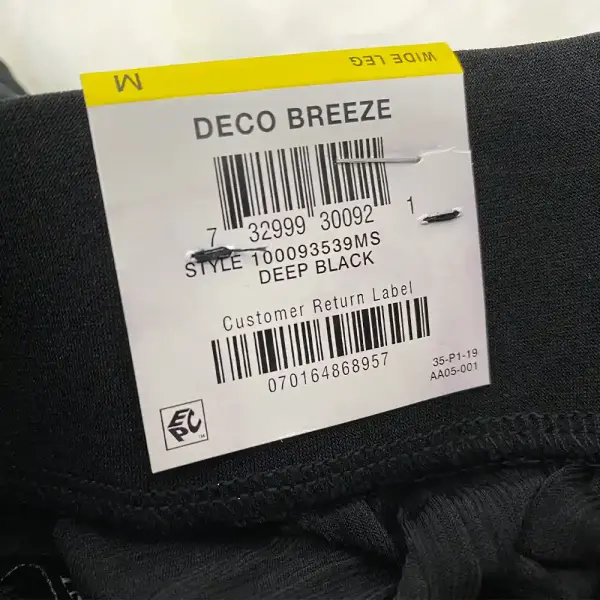 WIDE LEG
M
DECO BREEZE
7 32999 30092 1
STYLE 100093539MS
DEEP BLACK
Customer Return Label
070164868957
35-P1-19
AA05-001
EPC TM